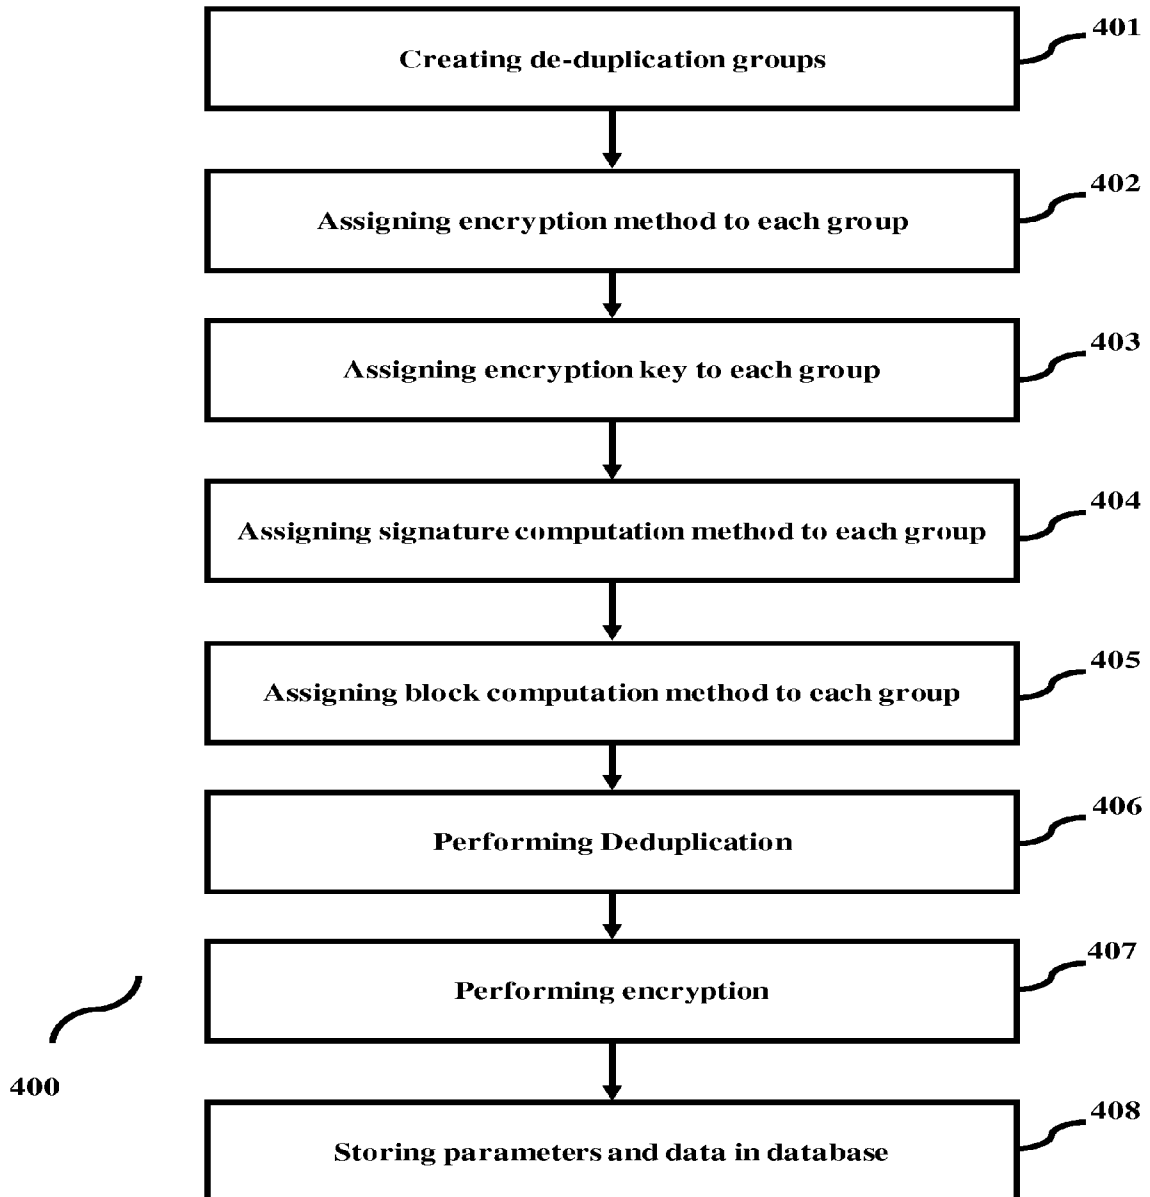 Creating de-duplication groups
401
Assigning encryption method to each group
402
Assigning encryption key to each group
403
Assigning signature computation method to each group
404
Assigning block computation method to each group
405
Performing Deduplication
406
Performing encryption
407
400
Storing parameters and data in database
408